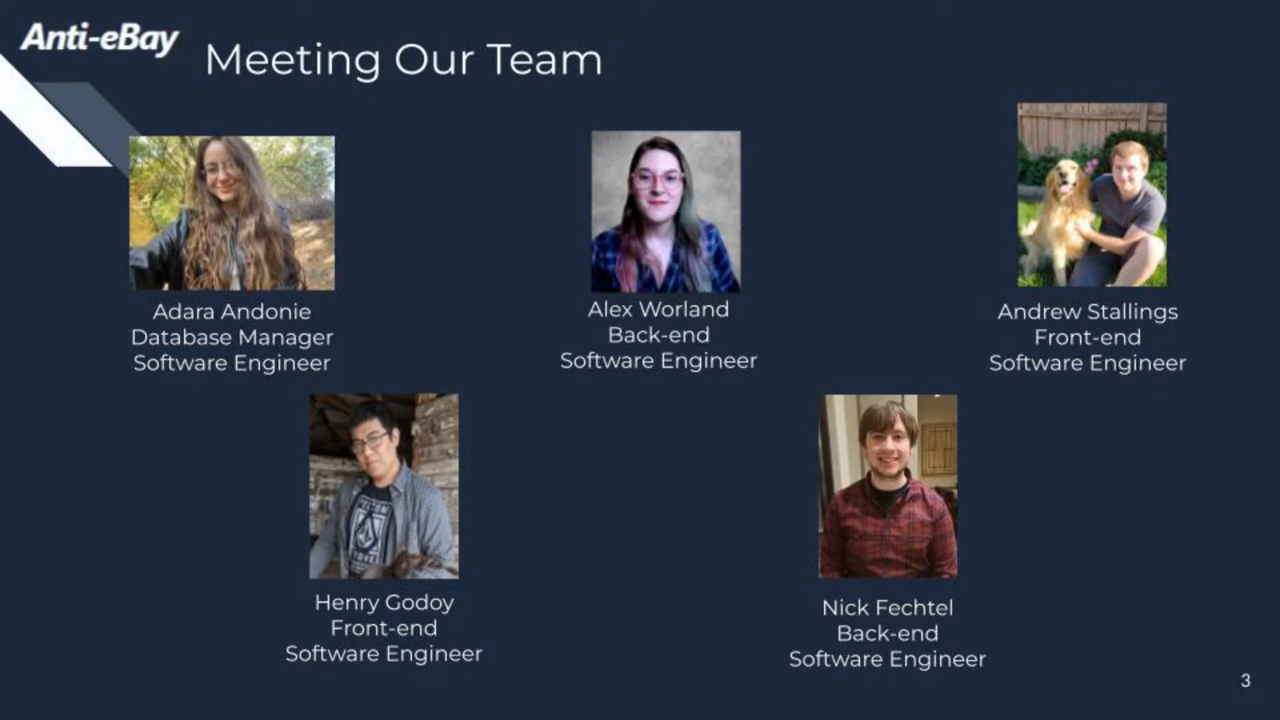 Anti-eBay
Meeting Our Team
Adara Andonie
Database Manager
Software Engineer
Alex Worland
Back-end
Software Engineer
Andrew Stallings
Front-end
Software Engineer
Henry Godoy
Front-end
Software Engineer
Nick Fechtel
Back-end
Software Engineer
3